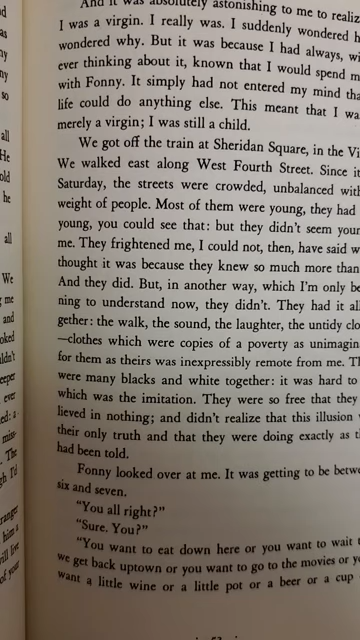 And it was absolutely astonishing to me to realiz
I was a virgin. I really was. I suddenly wondered h
wondered why. But it was because I had always, wi
ever thinking about it, known that I would spend m
with Fonny. It simply had not entered my mind tha
life could do anything else. This meant that I wa
merely a virgin; I was still a child.
We got off the train at Sheridan Square, in the Vi
We walked east along West Fourth Street. Since it
Saturday, the streets were crowded, unbalanced with
weight of people. Most of them were young, they had
young, you could see that: but they didn't seem youn
me. They frightened me, I could not, then, have said w
thought it was because they knew so much more than
And they did. But, in another way, which I'm only be
ning to understand now, they didn't. They had it all
gether: the walk, the sound, the laughter, the untidy clo
—clothes which were copies of a poverty as unimagin
for them as theirs was inexpressibly remote from me. Th
were many blacks and white together: it was hard to
which was the imitation. They were so free that they
lieved in nothing; and didn't realize that this illusion
their only truth and that they were doing exactly as t
had been told.
Fonny looked over at me. It was getting to be betwe
six and seven.
"You all right?"
"Sure. You?"
"You want to eat down here or you want to wait t
we get back uptown or you want to go to the movies or yo
want a little wine or a little pot or a beer or a cup